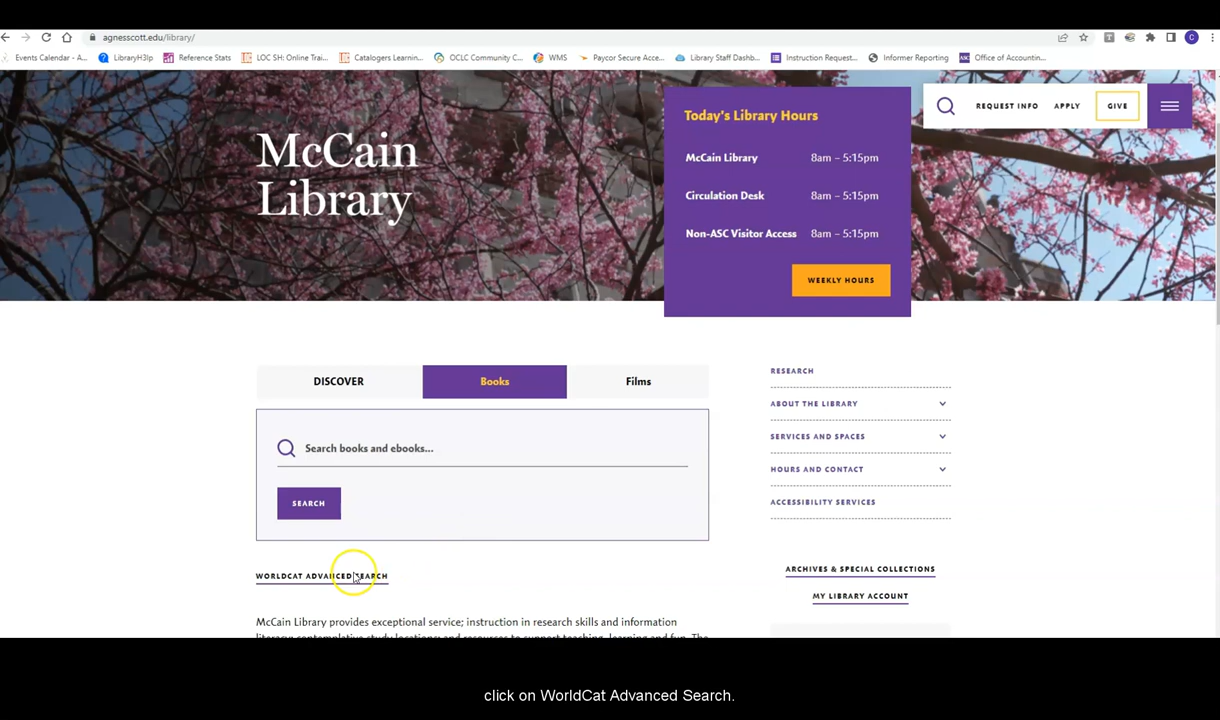 agnesscott.edu/library/
Events Calendar - A...
LibraryH3lp
Reference Stats
LOC SH: Online Trai...
Catalogers Learnin...
OCLC Community C...
WMS
Paycor Secure Acce...
Library Staff Dashb...
Instruction Request...
Informer Reporting
Office of Accountin...
McCain
Library
Today's Library Hours
McCain Library 8am – 5:15pm
Circulation Desk 8am – 5:15pm
Non-ASC Visitor Access 8am – 5:15pm
WEEKLY HOURS
REQUEST INFO
APPLY
GIVE
DISCOVER
Books
Films
Search books and ebooks...
SEARCH
WORLDCAT ADVANCED SEARCH
McCain Library provides exceptional service; instruction in research skills and information
literacy; contemplative study locations; and resources to support teaching, learning and fun. The
RESEARCH
ABOUT THE LIBRARY
SERVICES AND SPACES
HOURS AND CONTACT
ACCESSIBILITY SERVICES
ARCHIVES & SPECIAL COLLECTIONS
MY LIBRARY ACCOUNT
click on WorldCat Advanced Search.